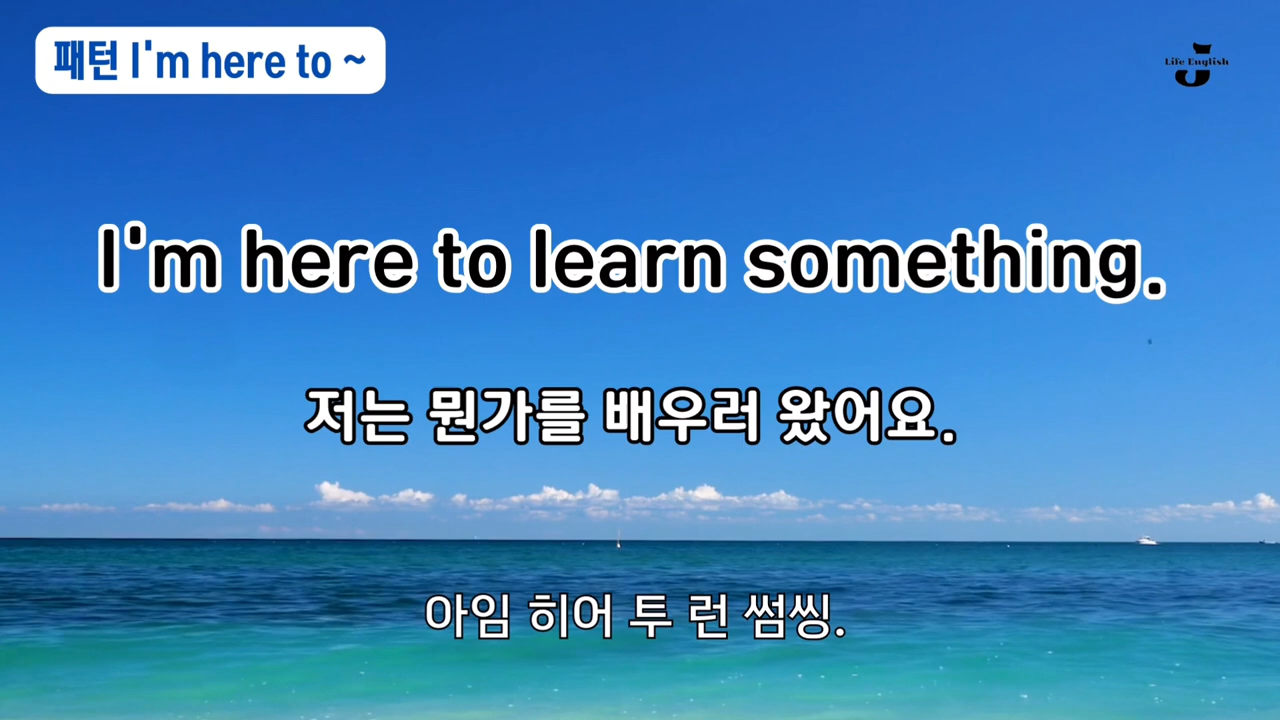 패턴 I'm here to ~
J
Life English
I'm here to learn something.
저는 뭔가를 배우러 왔어요.
아임 히어 투 런 썸씽.